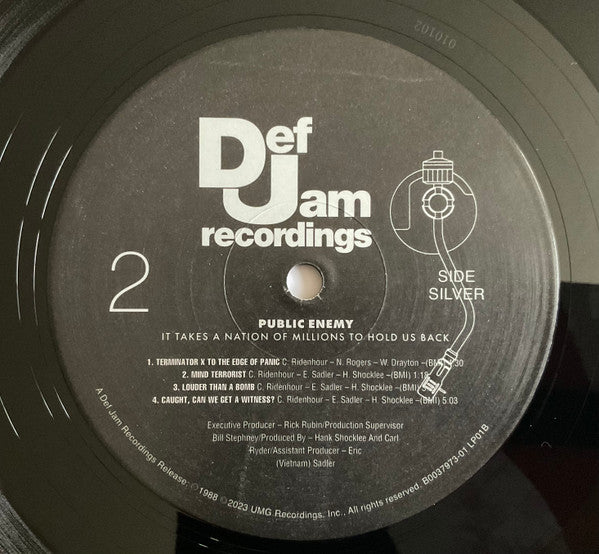 010102
Def
Jam
recordings
2
SIDE
SILVER
PUBLIC ENEMY
IT TAKES A NATION OF MILLIONS TO HOLD US BACK
1. TERMINATOR X TO THE EDGE OF PANIC C. Ridenhour – N. Rogers – W. Drayton –(BMI) :30
2. MIND TERRORIST C. Ridenhour – E. Sadler – H. Shocklee –(BMI) 1:18
3. LOUDER THAN A BOMB C. Ridenhour – E. Sadler – H. Shocklee –(BMI)
4. CAUGHT, CAN WE GET A WITNESS? C. Ridenhour – E. Sadler – H. Shocklee –(BMI) 5:03
Executive Producer – Rick Rubin/Production Supervisor
Bill Stephney/Produced By – Hank Shocklee And Carl
Ryder/Assistant Producer – Eric
(Vietnam) Sadler
A Def Jam Recordings Release: ℗ 1988 © 2023 UMG Recordings, Inc., All rights reserved. B0037973-01 LP01B